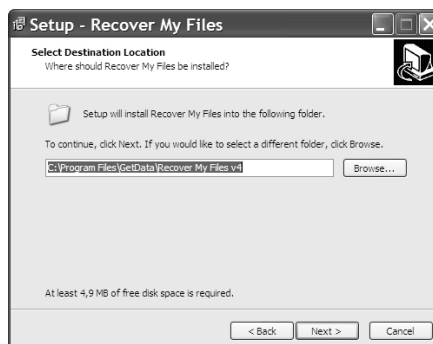 Setup - Recover My Files
Select Destination Location
Where should Recover My Files be installed?
Setup will install Recover My Files into the following folder.
To continue, click Next. If you would like to select a different folder, click Browse.
C:\Program Files\GetData\Recover My Files v4
Browse...
At least 4,9 MB of free disk space is required.
< Back
Next >
Cancel